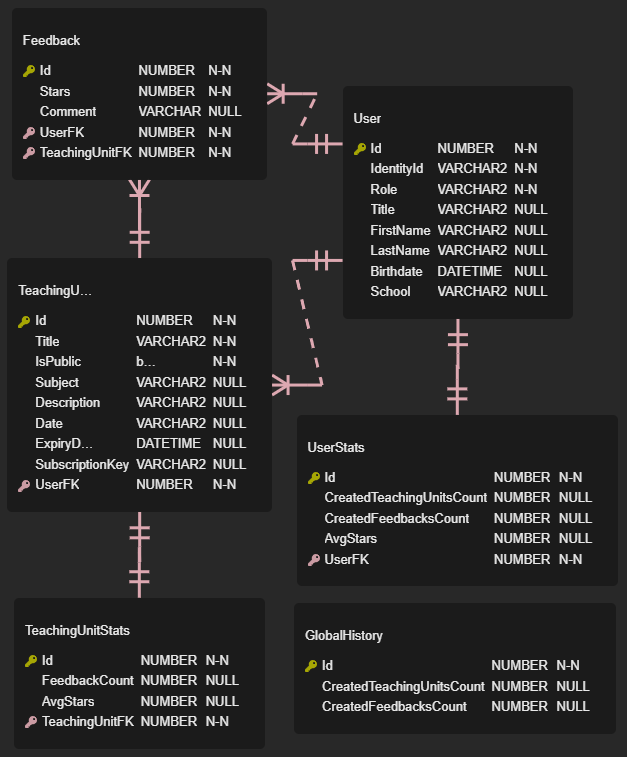 Feedback
Id NUMBER N-N
Stars NUMBER N-N
Comment VARCHAR NULL
UserFK NUMBER N-N
TeachingUnitFK NUMBER N-N
User
Id NUMBER N-N
IdentityId VARCHAR2 N-N
Role VARCHAR2 N-N
Title VARCHAR2 NULL
FirstName VARCHAR2 NULL
LastName VARCHAR2 NULL
Birthdate DATETIME NULL
School VARCHAR2 NULL
TeachingU...
Id NUMBER N-N
Title VARCHAR2 N-N
IsPublic b... N-N
Subject VARCHAR2 NULL
Description VARCHAR2 NULL
Date VARCHAR2 NULL
ExpiryD... DATETIME NULL
SubscriptionKey VARCHAR2 NULL
UserFK NUMBER N-N
UserStats
Id NUMBER N-N
CreatedTeachingUnitsCount NUMBER NULL
CreatedFeedbacksCount NUMBER NULL
AvgStars NUMBER NULL
UserFK NUMBER N-N
TeachingUnitStats
Id NUMBER N-N
FeedbackCount NUMBER NULL
AvgStars NUMBER NULL
TeachingUnitFK NUMBER N-N
GlobalHistory
Id NUMBER N-N
CreatedTeachingUnitsCount NUMBER NULL
CreatedFeedbacksCount NUMBER NULL